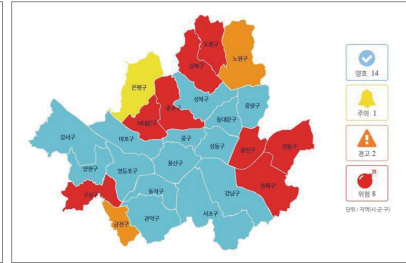 도봉구
강북구
노원구
은평구
성북구
중랑구
종로구
서대문구
동대문구
강서구
마포구
중구
성동구
광진구
강동구
양천구
영등포구
용산구
송파구
구로구
동작구
강남구
금천구
관악구
서초구
양호 14
주의 1
경고 2
위험 8
단위 : 지역(시·군·구)